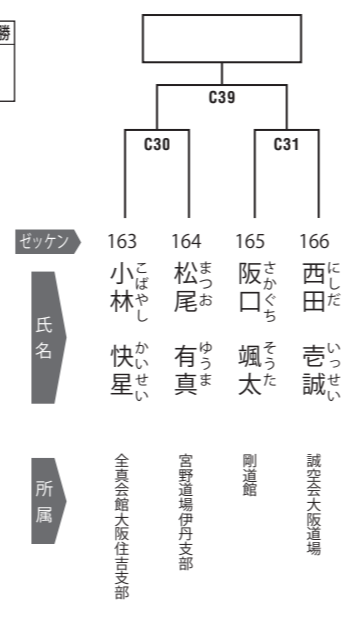 勝
C39
C30
C31
ゼッケン
163
164
165
166
氏名
小林 快星
こばやし かいせい
松尾 有真
まつお ゆうま
阪口 颯太
さかぐち そうた
西田 壱誠
にしだ いっせい
所属
全真会館大阪住吉支部
宮野道場伊丹支部
剛道館
誠空会大阪道場